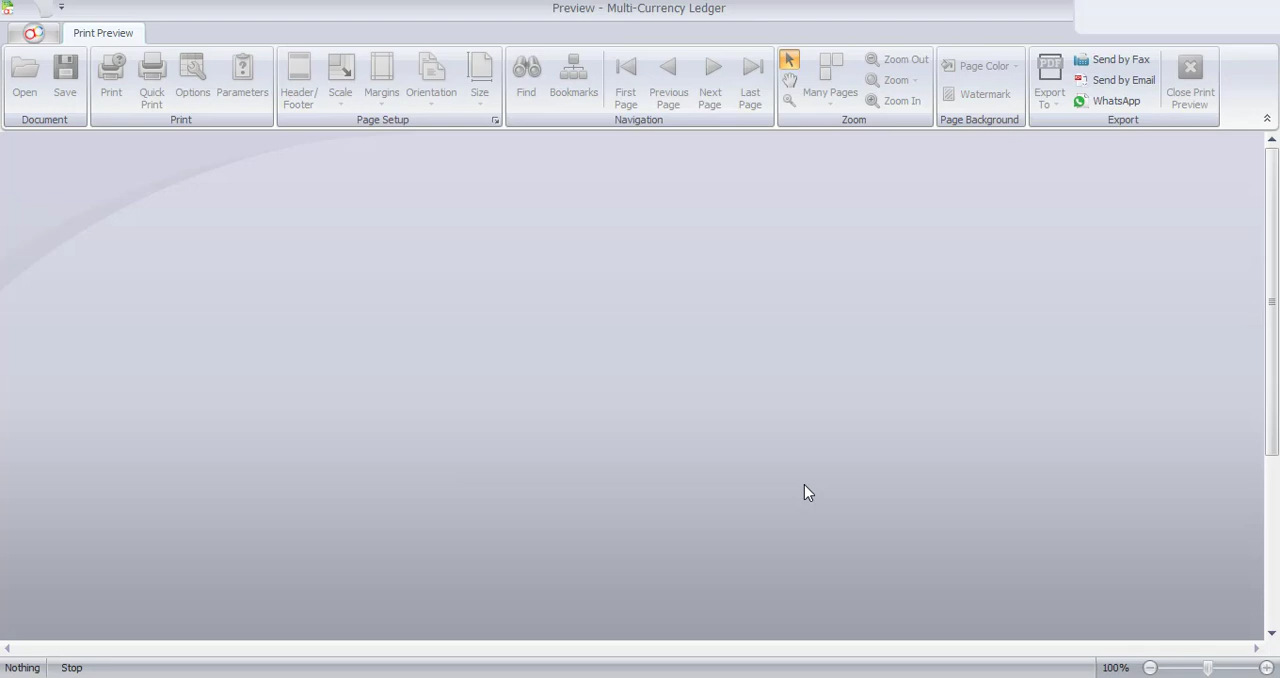 Preview - Multi-Currency Ledger
Print Preview
Open
Save
Document
Print
Quick Print
Options
Parameters
Print
Header/ Footer
Scale
Margins
Orientation
Size
Page Setup
Find
Bookmarks
First Page
Previous Page
Next Page
Last Page
Navigation
Many Pages
Zoom Out
Zoom
Zoom In
Zoom
Page Color
Watermark
Page Background
PDF
Export To
Send by Fax
Send by Email
WhatsApp
Close Print Preview
Export
Nothing
Stop
100%